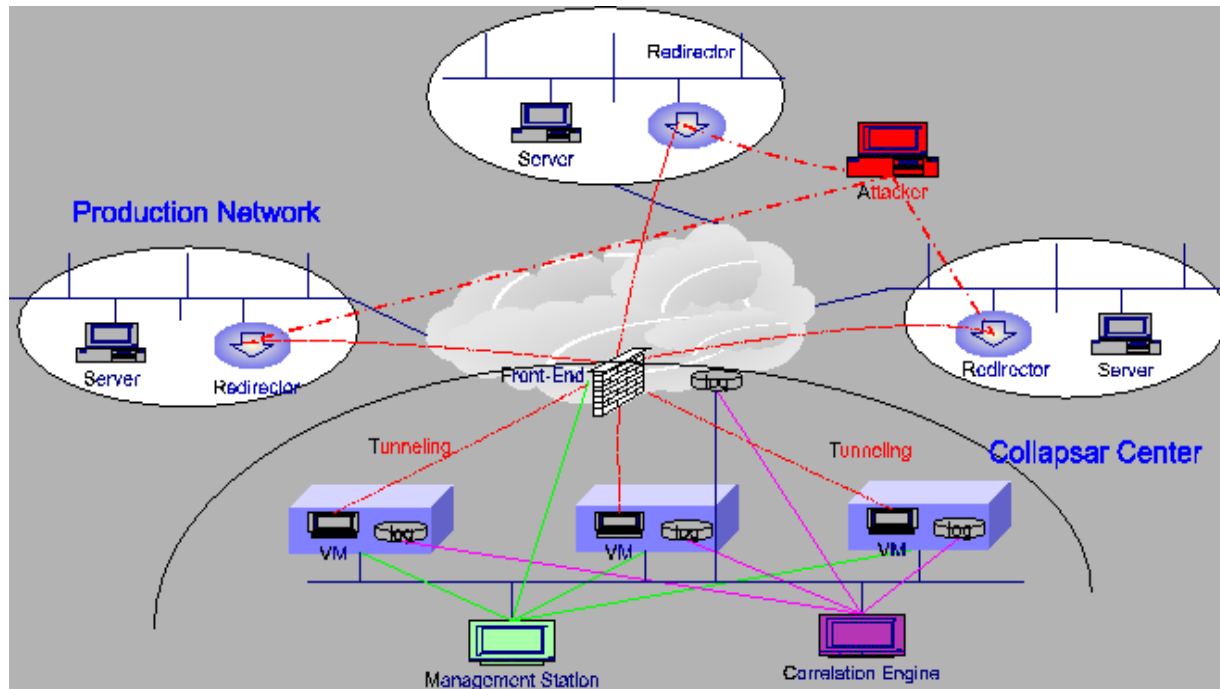 Redirector
Server
Attacker
Production Network
Server
Redirector
Redirector
Server
Front-End
log
Tunneling
Tunneling
Collapsar Center
VM
log
VM
log
VM
log
Management Station
Correlation Engine